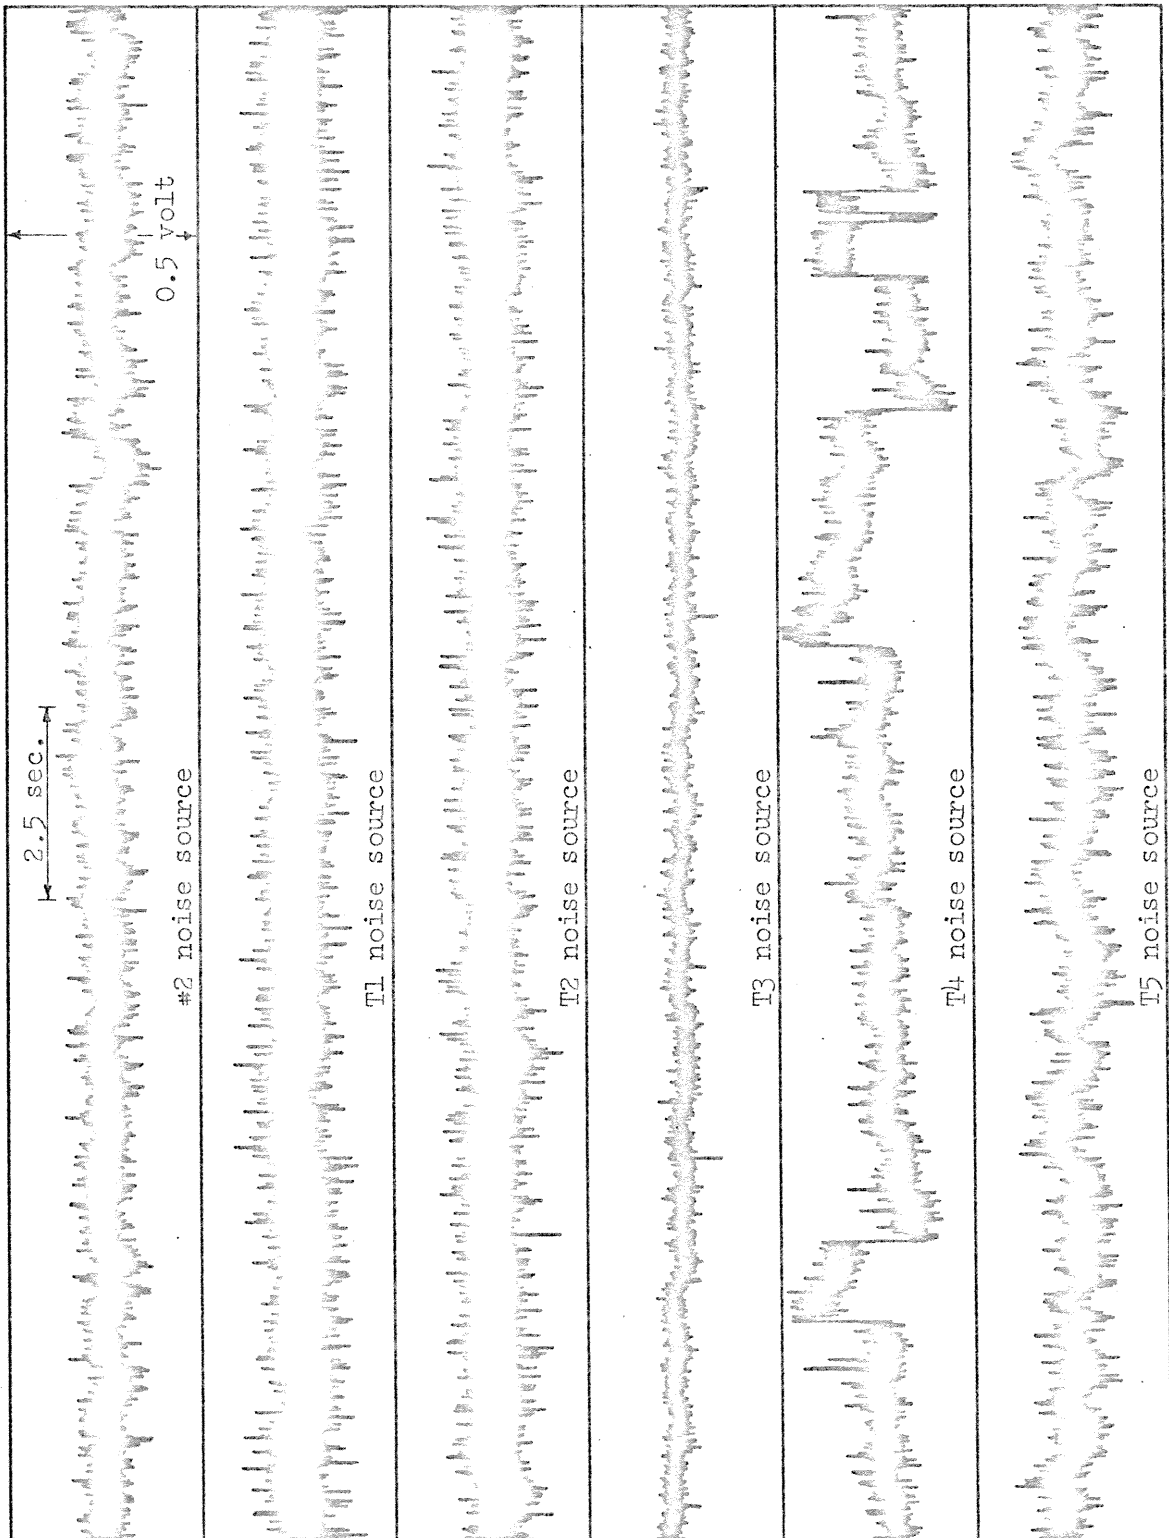 0.5 volt
2.5 sec.
#2 noise source
T1 noise source
T2 noise source
T3 noise source
T4 noise source
T5 noise source